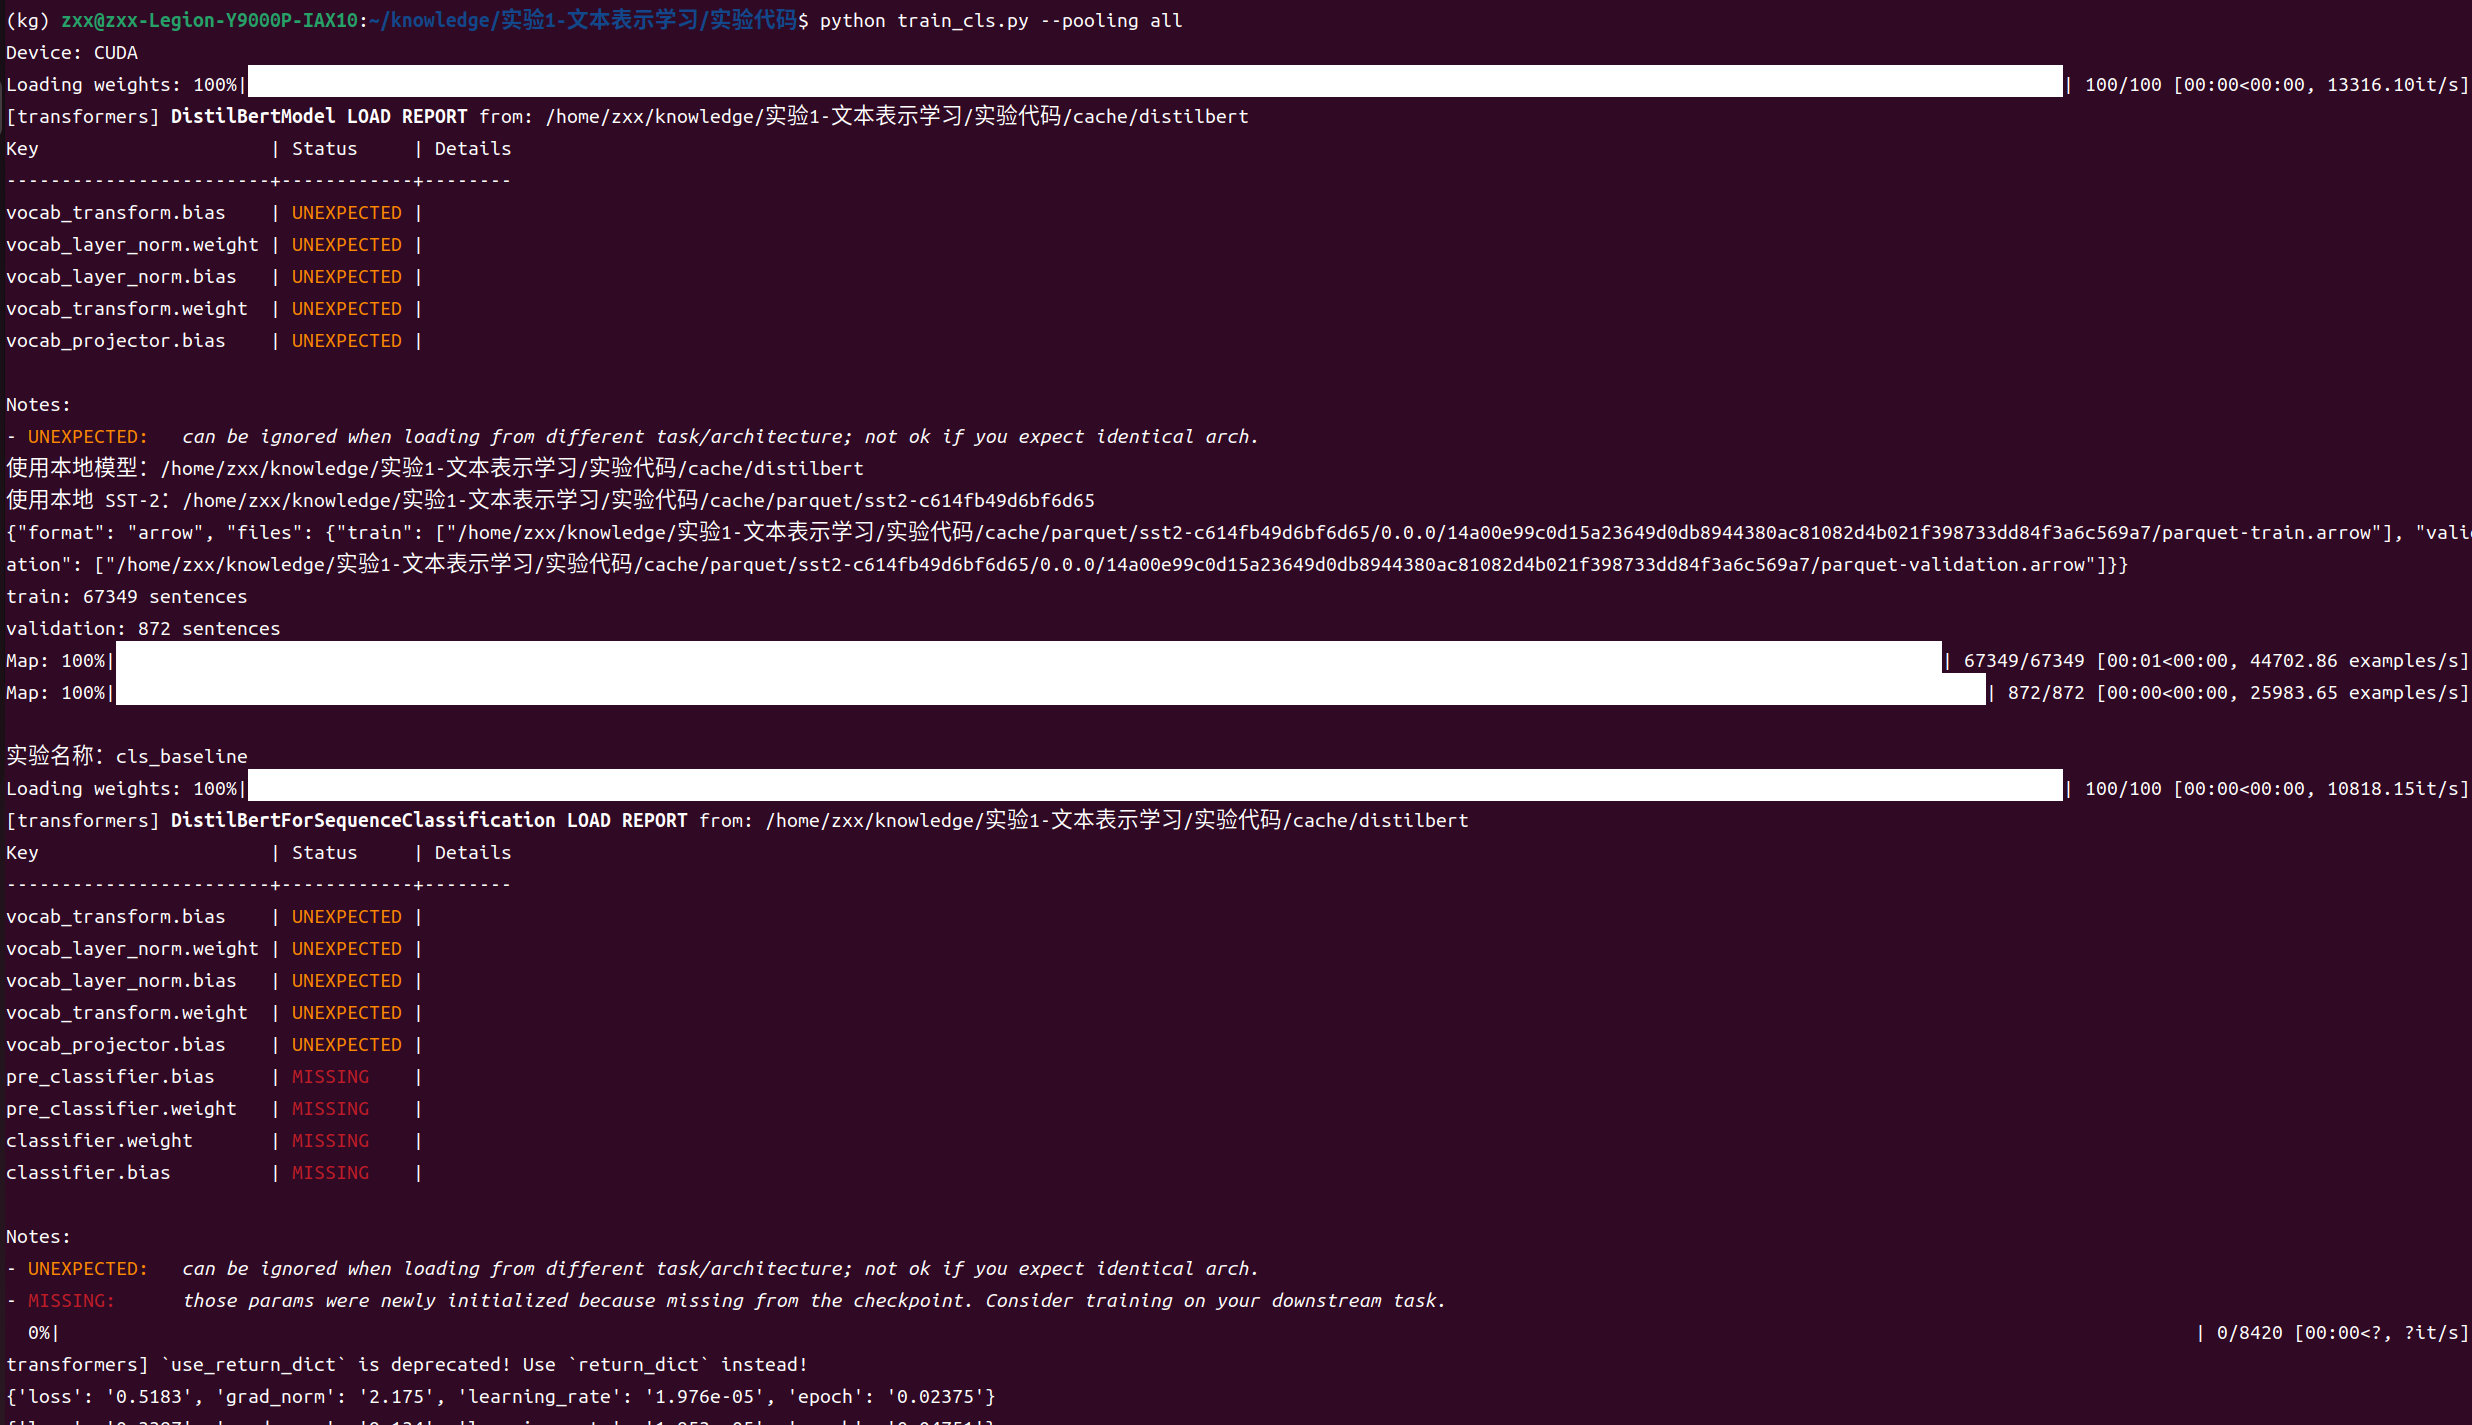 (kg) zxx@zxx-Legion-Y9000P-IAX10:~/knowledge/实验1-文本表示学习/实验代码$ python train_cls.py --pooling all
Device: CUDA
Loading weights: 100%| | 100/100 [00:00<00:00, 13316.10it/s]
[transformers] DistilBertModel LOAD REPORT from: /home/zxx/knowledge/实验1-文本表示学习/实验代码/cache/distilbert
Key | Status | Details
------------------------+------------+--------
vocab_transform.bias | UNEXPECTED |
vocab_layer_norm.weight | UNEXPECTED |
vocab_layer_norm.bias | UNEXPECTED |
vocab_transform.weight | UNEXPECTED |
vocab_projector.bias | UNEXPECTED |
Notes:
- UNEXPECTED: can be ignored when loading from different task/architecture; not ok if you expect identical arch.
使用本地模型：/home/zxx/knowledge/实验1-文本表示学习/实验代码/cache/distilbert
使用本地 SST-2：/home/zxx/knowledge/实验1-文本表示学习/实验代码/cache/parquet/sst2-c614fb49d6bf6d65
{"format": "arrow", "files": {"train": ["/home/zxx/knowledge/实验1-文本表示学习/实验代码/cache/parquet/sst2-c614fb49d6bf6d65/0.0.0/14a00e99c0d15a23649d0db8944380ac81082d4b021f398733dd84f3a6c569a7/parquet-train.arrow"], "valid
ation": ["/home/zxx/knowledge/实验1-文本表示学习/实验代码/cache/parquet/sst2-c614fb49d6bf6d65/0.0.0/14a00e99c0d15a23649d0db8944380ac81082d4b021f398733dd84f3a6c569a7/parquet-validation.arrow"]}}
train: 67349 sentences
validation: 872 sentences
Map: 100%| | 67349/67349 [00:01<00:00, 44702.86 examples/s]
Map: 100%| | 872/872 [00:00<00:00, 25983.65 examples/s]
实验名称：cls_baseline
Loading weights: 100%| | 100/100 [00:00<00:00, 10818.15it/s]
[transformers] DistilBertForSequenceClassification LOAD REPORT from: /home/zxx/knowledge/实验1-文本表示学习/实验代码/cache/distilbert
Key | Status | Details
------------------------+------------+--------
vocab_transform.bias | UNEXPECTED |
vocab_layer_norm.weight | UNEXPECTED |
vocab_layer_norm.bias | UNEXPECTED |
vocab_transform.weight | UNEXPECTED |
vocab_projector.bias | UNEXPECTED |
pre_classifier.bias | MISSING |
pre_classifier.weight | MISSING |
classifier.weight | MISSING |
classifier.bias | MISSING |
Notes:
- UNEXPECTED: can be ignored when loading from different task/architecture; not ok if you expect identical arch.
- MISSING: those params were newly initialized because missing from the checkpoint. Consider training on your downstream task.
0%| | 0/8420 [00:00<?, ?it/s]
transformers] `use_return_dict` is deprecated! Use `return_dict` instead!
{'loss': '0.5183', 'grad_norm': '2.175', 'learning_rate': '1.976e-05', 'epoch': '0.02375'}